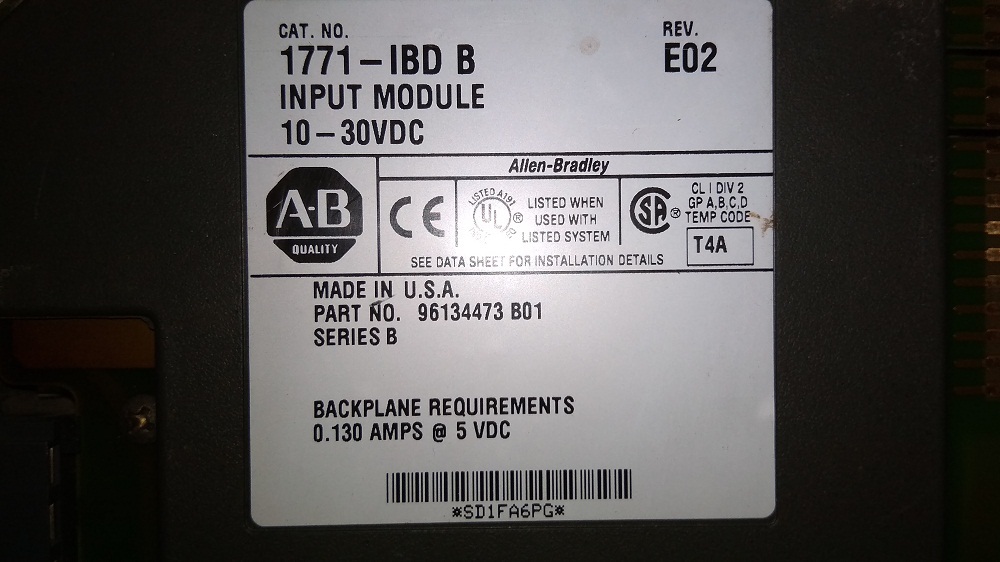 CAT. NO.
1771-IBD B
INPUT MODULE
10-30VDC
REV.
E02
Allen-Bradley
A-B
QUALITY
CE
LISTED A191
UL
®
LISTED WHEN
USED WITH
LISTED SYSTEM
SA
®
CL I DIV 2
GP A,B,C,D
TEMP CODE
T4A
SEE DATA SHEET FOR INSTALLATION DETAILS
MADE IN U.S.A.
PART NO. 96134473 B01
SERIES B
BACKPLANE REQUIREMENTS
0.130 AMPS @ 5 VDC
*SD1FA6PG*